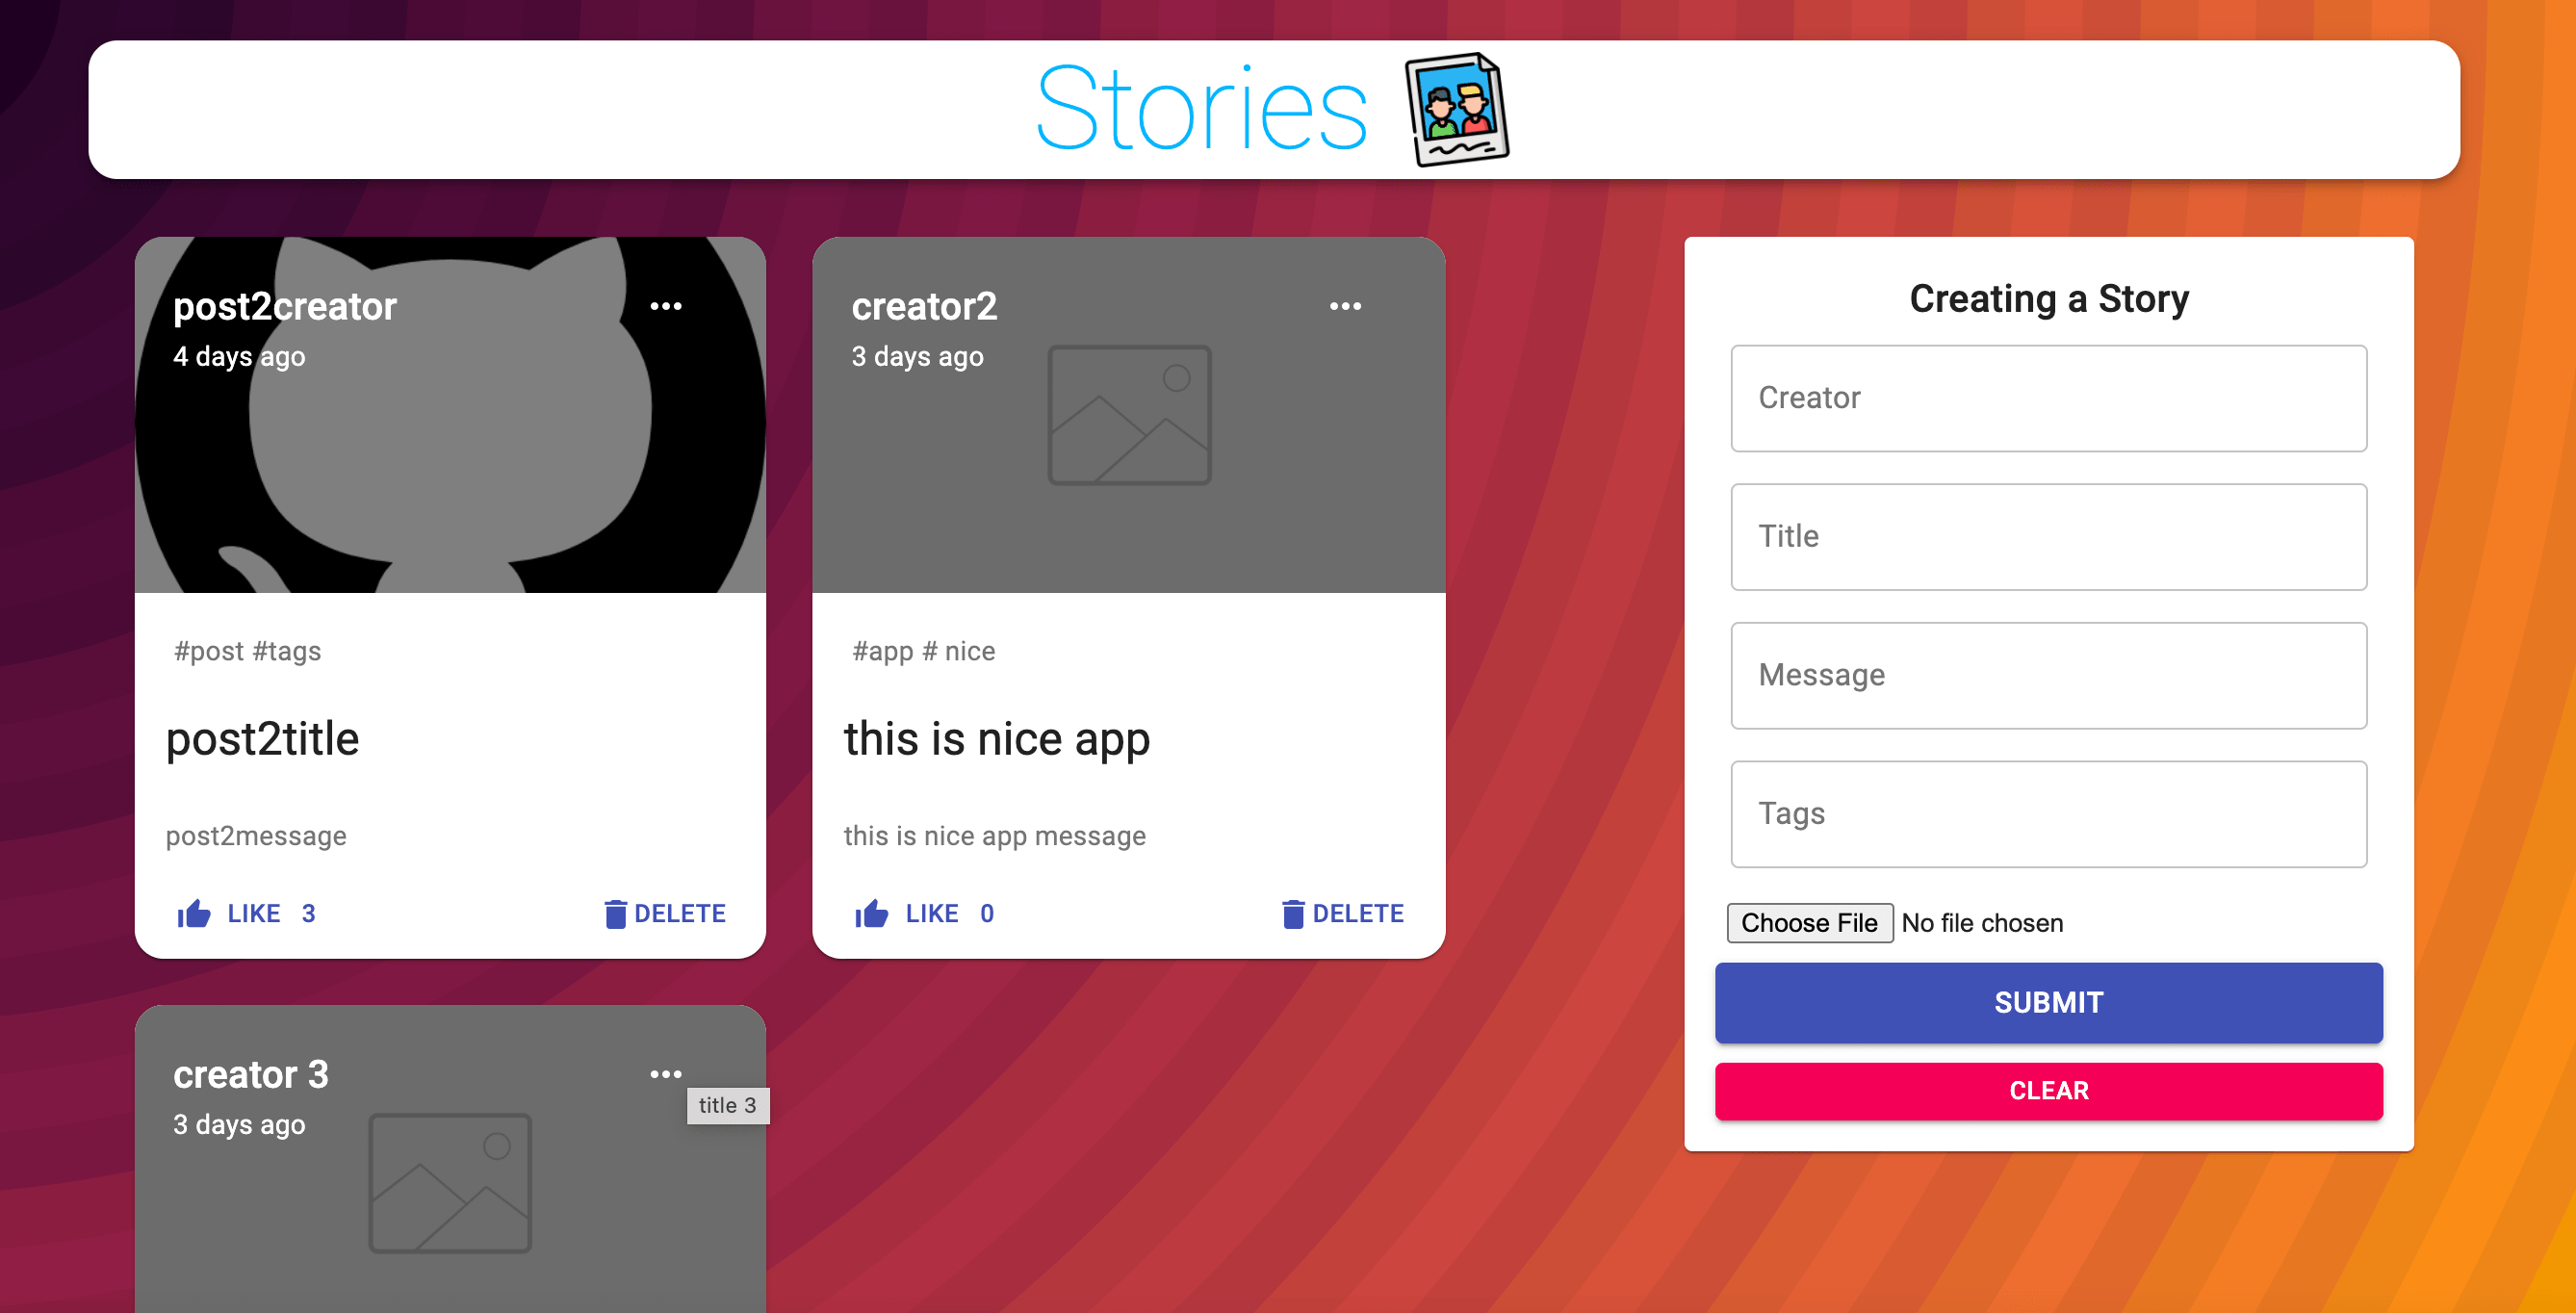 Stories
post2creator
4 days ago
#post #tags
post2title
post2message
LIKE 3
DELETE
creator2
3 days ago
#app # nice
this is nice app
this is nice app message
LIKE 0
DELETE
creator 3
3 days ago
title 3
Creating a Story
Creator
Title
Message
Tags
Choose File No file chosen
SUBMIT
CLEAR